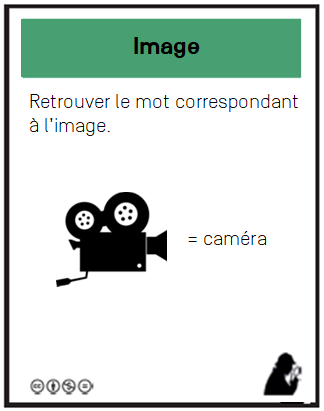 Image
Retrouver le mot correspondant
à l'image.
= caméra